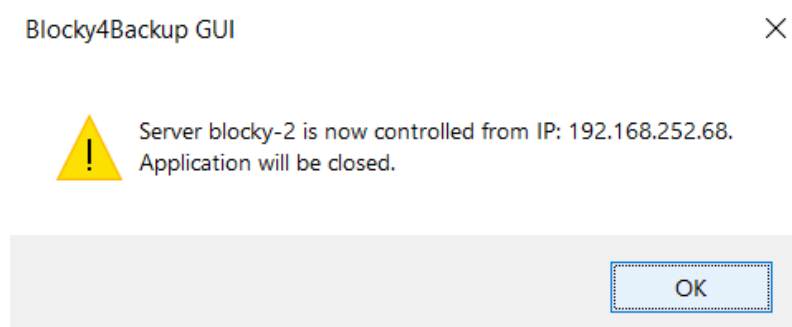 Blocky4Backup GUI
Server blocky-2 is now controlled from IP: 192.168.252.68.
Application will be closed.
OK